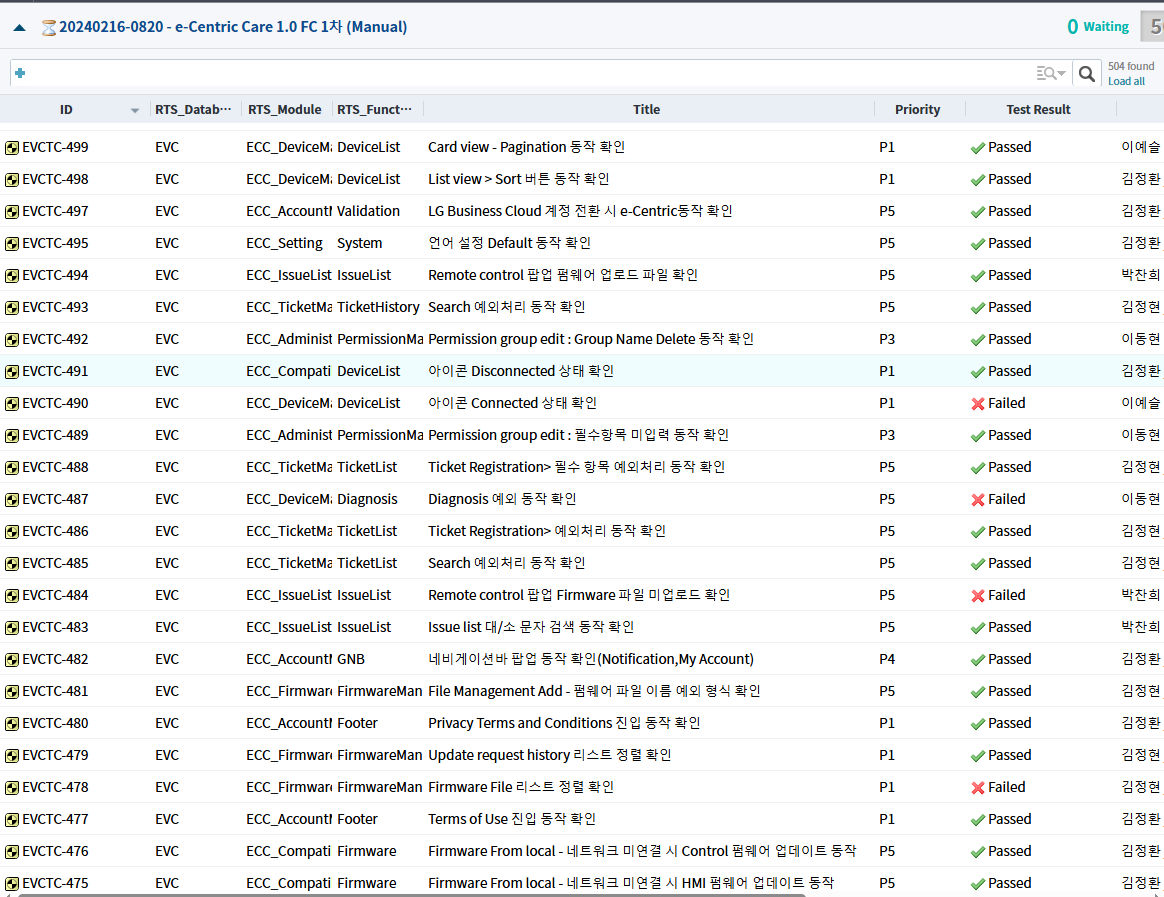 20240216-0820 - e-Centric Care 1.0 FC 1차 (Manual) 0 Waiting
504 found
Load all
ID RTS_Datab··· RTS_Module RTS_Funct··· Title Priority Test Result
EVCTC-499 EVC ECC_DeviceMa DeviceList Card view - Pagination 동작 확인 P1 Passed 이예슬
EVCTC-498 EVC ECC_DeviceMa DeviceList List view > Sort 버튼 동작 확인 P1 Passed 김정환
EVCTC-497 EVC ECC_AccountM Validation LG Business Cloud 계정 전환 시 e-Centric동작 확인 P5 Passed 김정환
EVCTC-495 EVC ECC_Setting System 언어 설정 Default 동작 확인 P5 Passed 김정환
EVCTC-494 EVC ECC_IssueList IssueList Remote control 팝업 펌웨어 업로드 파일 확인 P5 Passed 박찬희
EVCTC-493 EVC ECC_TicketMa TicketHistory Search 예외처리 동작 확인 P5 Passed 김정현
EVCTC-492 EVC ECC_Administ PermissionMa Permission group edit : Group Name Delete 동작 확인 P3 Passed 이동현
EVCTC-491 EVC ECC_Compati DeviceList 아이콘 Disconnected 상태 확인 P1 Passed 김정환
EVCTC-490 EVC ECC_DeviceMa DeviceList 아이콘 Connected 상태 확인 P1 Failed 이예슬
EVCTC-489 EVC ECC_Administ PermissionMa Permission group edit : 필수항목 미입력 동작 확인 P3 Passed 이동현
EVCTC-488 EVC ECC_TicketMa TicketList Ticket Registration> 필수 항목 예외처리 동작 확인 P5 Passed 김정현
EVCTC-487 EVC ECC_DeviceMa Diagnosis Diagnosis 예외 동작 확인 P5 Failed 이동현
EVCTC-486 EVC ECC_TicketMa TicketList Ticket Registration> 예외처리 동작 확인 P5 Passed 김정현
EVCTC-485 EVC ECC_TicketMa TicketList Search 예외처리 동작 확인 P5 Passed 김정현
EVCTC-484 EVC ECC_IssueList IssueList Remote control 팝업 Firmware 파일 미업로드 확인 P5 Failed 박찬희
EVCTC-483 EVC ECC_IssueList IssueList Issue list 대/소 문자 검색 동작 확인 P5 Passed 박찬희
EVCTC-482 EVC ECC_AccountM GNB 네비게이션바 팝업 동작 확인(Notification,My Account) P4 Passed 김정환
EVCTC-481 EVC ECC_Firmware FirmwareMan File Management Add - 펌웨어 파일 이름 예외 형식 확인 P5 Passed 김정현
EVCTC-480 EVC ECC_AccountM Footer Privacy Terms and Conditions 진입 동작 확인 P1 Passed 김정환
EVCTC-479 EVC ECC_Firmware FirmwareMan Update request history 리스트 정렬 확인 P1 Passed 김정현
EVCTC-478 EVC ECC_Firmware FirmwareMan Firmware File 리스트 정렬 확인 P1 Failed 김정현
EVCTC-477 EVC ECC_AccountM Footer Terms of Use 진입 동작 확인 P1 Passed 김정환
EVCTC-476 EVC ECC_Compati Firmware Firmware From local - 네트워크 미연결 시 Control 펌웨어 업데이트 동작 P5 Passed 김정환
EVCTC-475 EVC ECC_Compati Firmware Firmware From local - 네트워크 미연결 시 HMI 펌웨어 업데이트 동작 P5 Passed 김정환